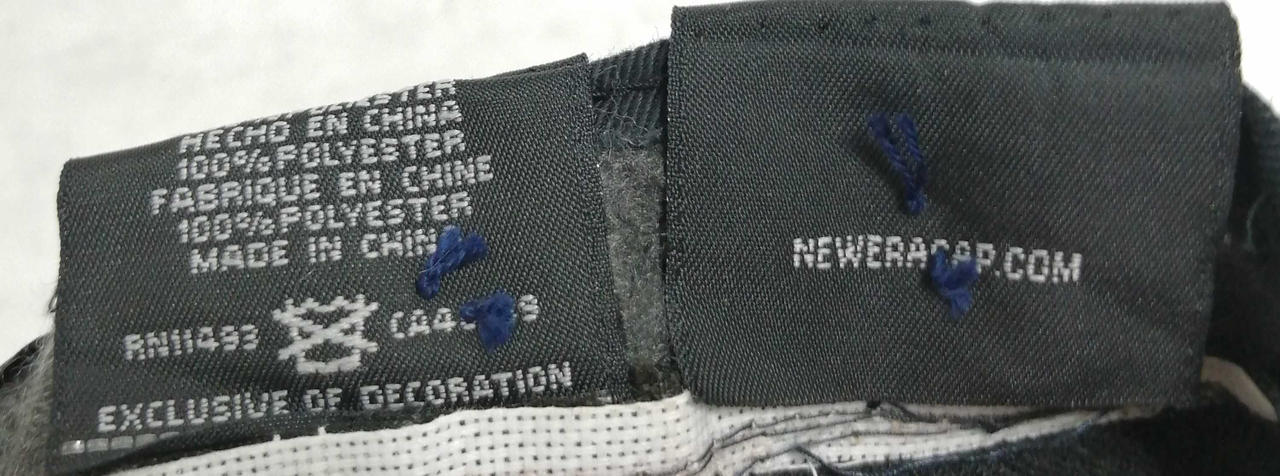 HECHO EN CHINA
100% POLYESTER
FABRIQUE EN CHINE
100% POLYESTER
MADE IN CHINA
RN11493
EXCLUSIVE OF DECORATION
NEWERACAP.COM